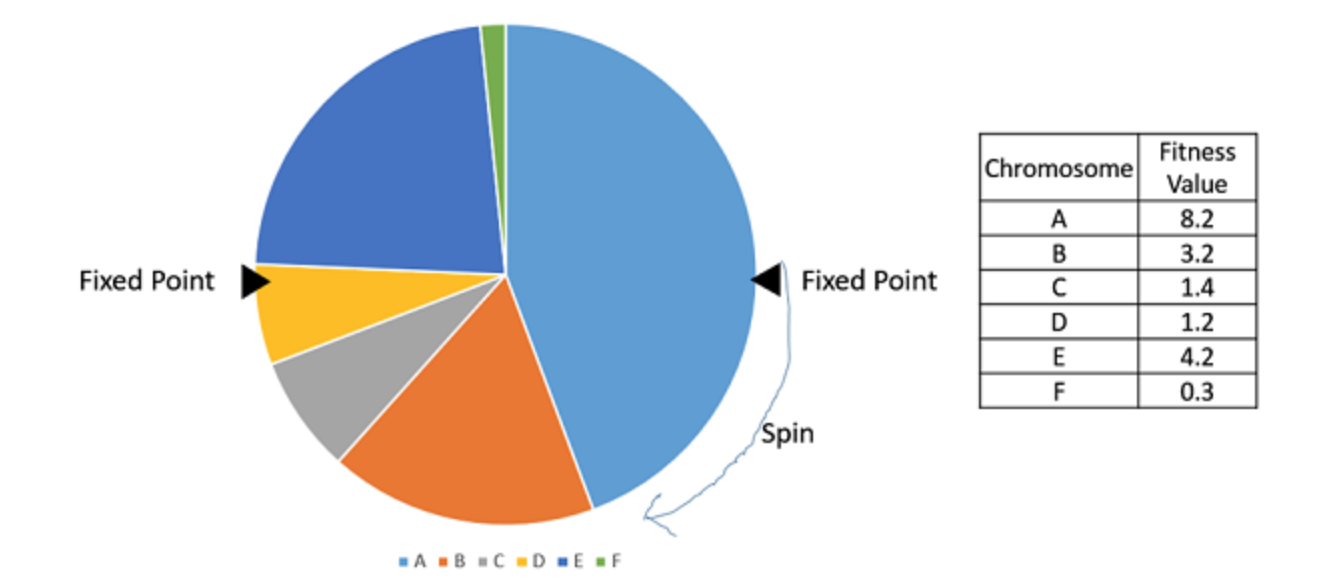 Fixed Point
Fixed Point
Spin
A B C D E F
Chromosome Fitness Value
A 8.2
B 3.2
C 1.4
D 1.2
E 4.2
F 0.3